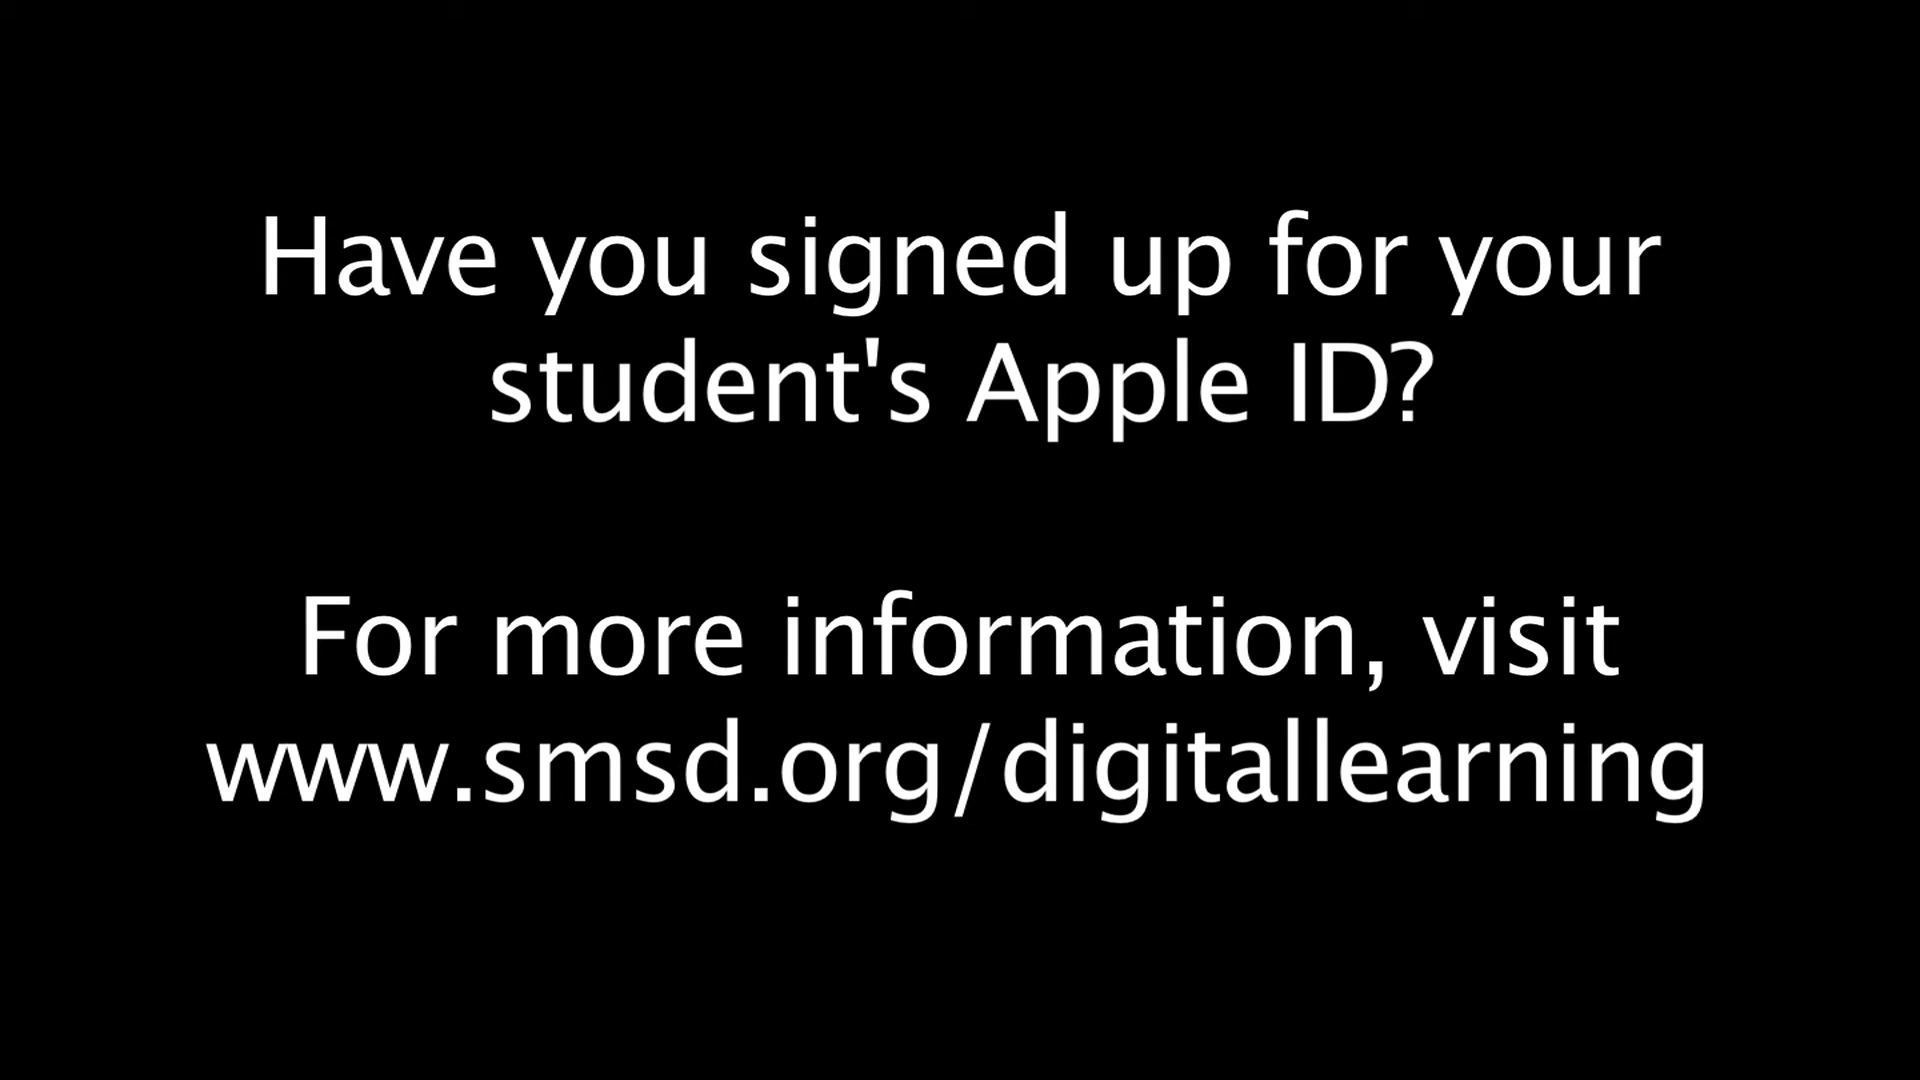 Have you signed up for your
student's Apple ID?
For more information, visit
www.smsd.org/digitallearning